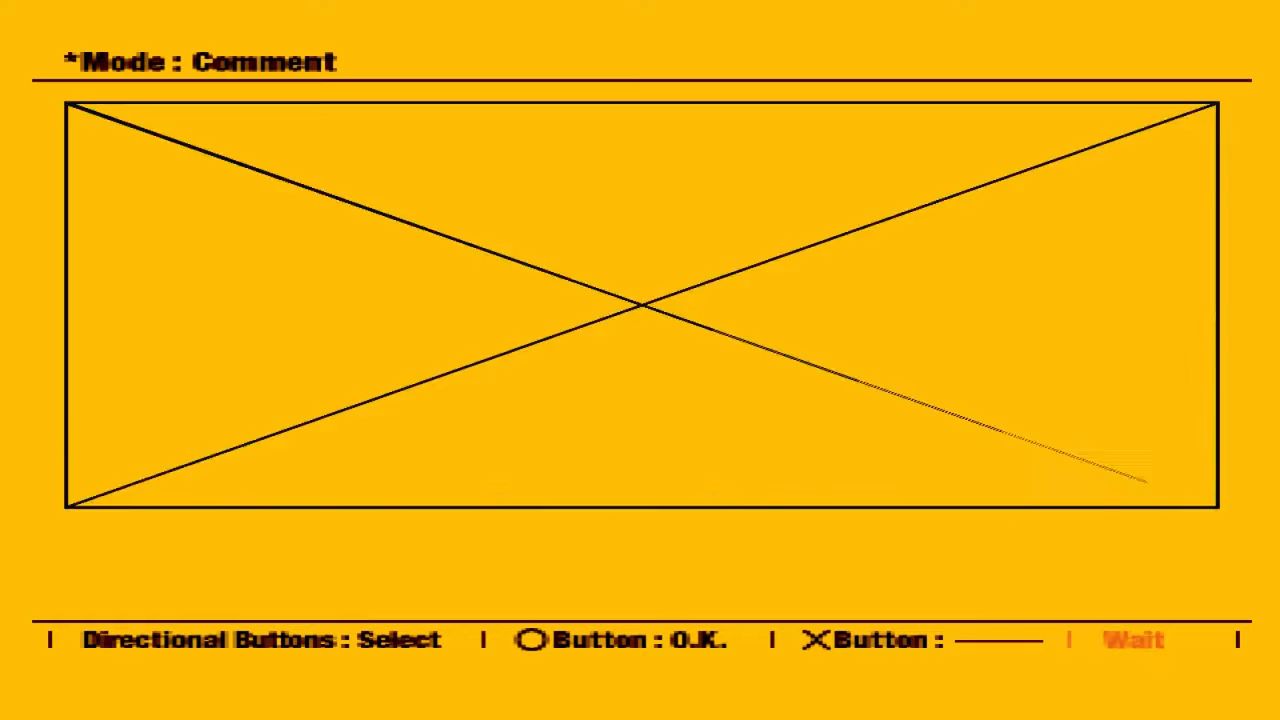 *Mode : Comment
| Directional Buttons : Select | ○Button : O.K. | ×Button : —— | Wait |